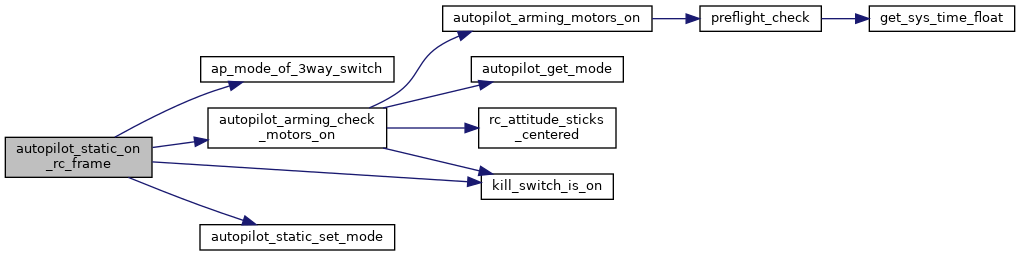 autopilot_static_on
_rc_frame
ap_mode_of_3way_switch
autopilot_arming_check
_motors_on
autopilot_static_set_mode
autopilot_arming_motors_on
autopilot_get_mode
rc_attitude_sticks
_centered
kill_switch_is_on
preflight_check
get_sys_time_float